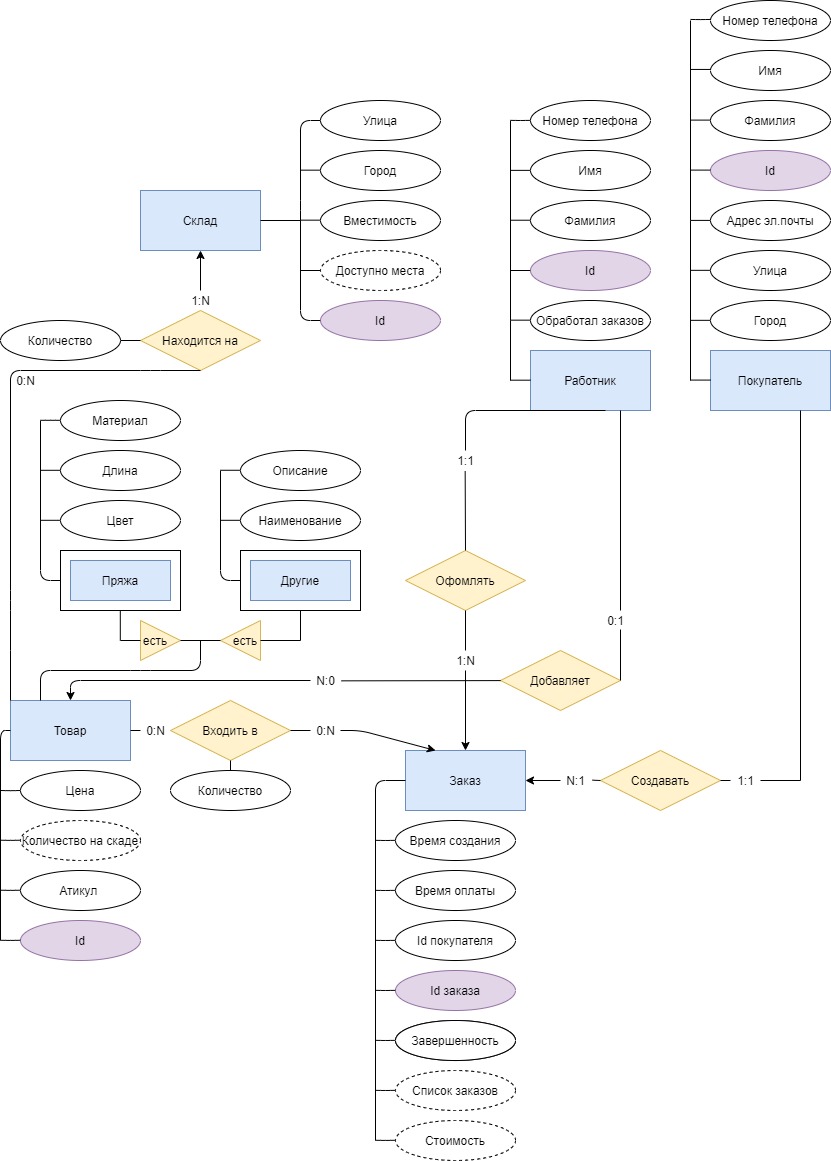 Номер телефона
Имя
Фамилия
Id
Адрес эл.почты
Улица
Город
Покупатель
Номер телефона
Имя
Фамилия
Id
Обработал заказов
Работник
Улица
Город
Вместимость
Доступно места
Id
Склад
1:N
Количество
Находится на
0:N
Материал
Длина
Цвет
Пряжа
Описание
Наименование
Другие
есть
есть
1:1
Офомлять
1:N
0:1
Добавляет
N:0
Товар
0:N
Входить в
0:N
Количество
Заказ
N:1
Создавать
1:1
Цена
Количество на скаде
Атикул
Id
Время создания
Время оплаты
Id покупателя
Id заказа
Завершенность
Список заказов
Стоимость